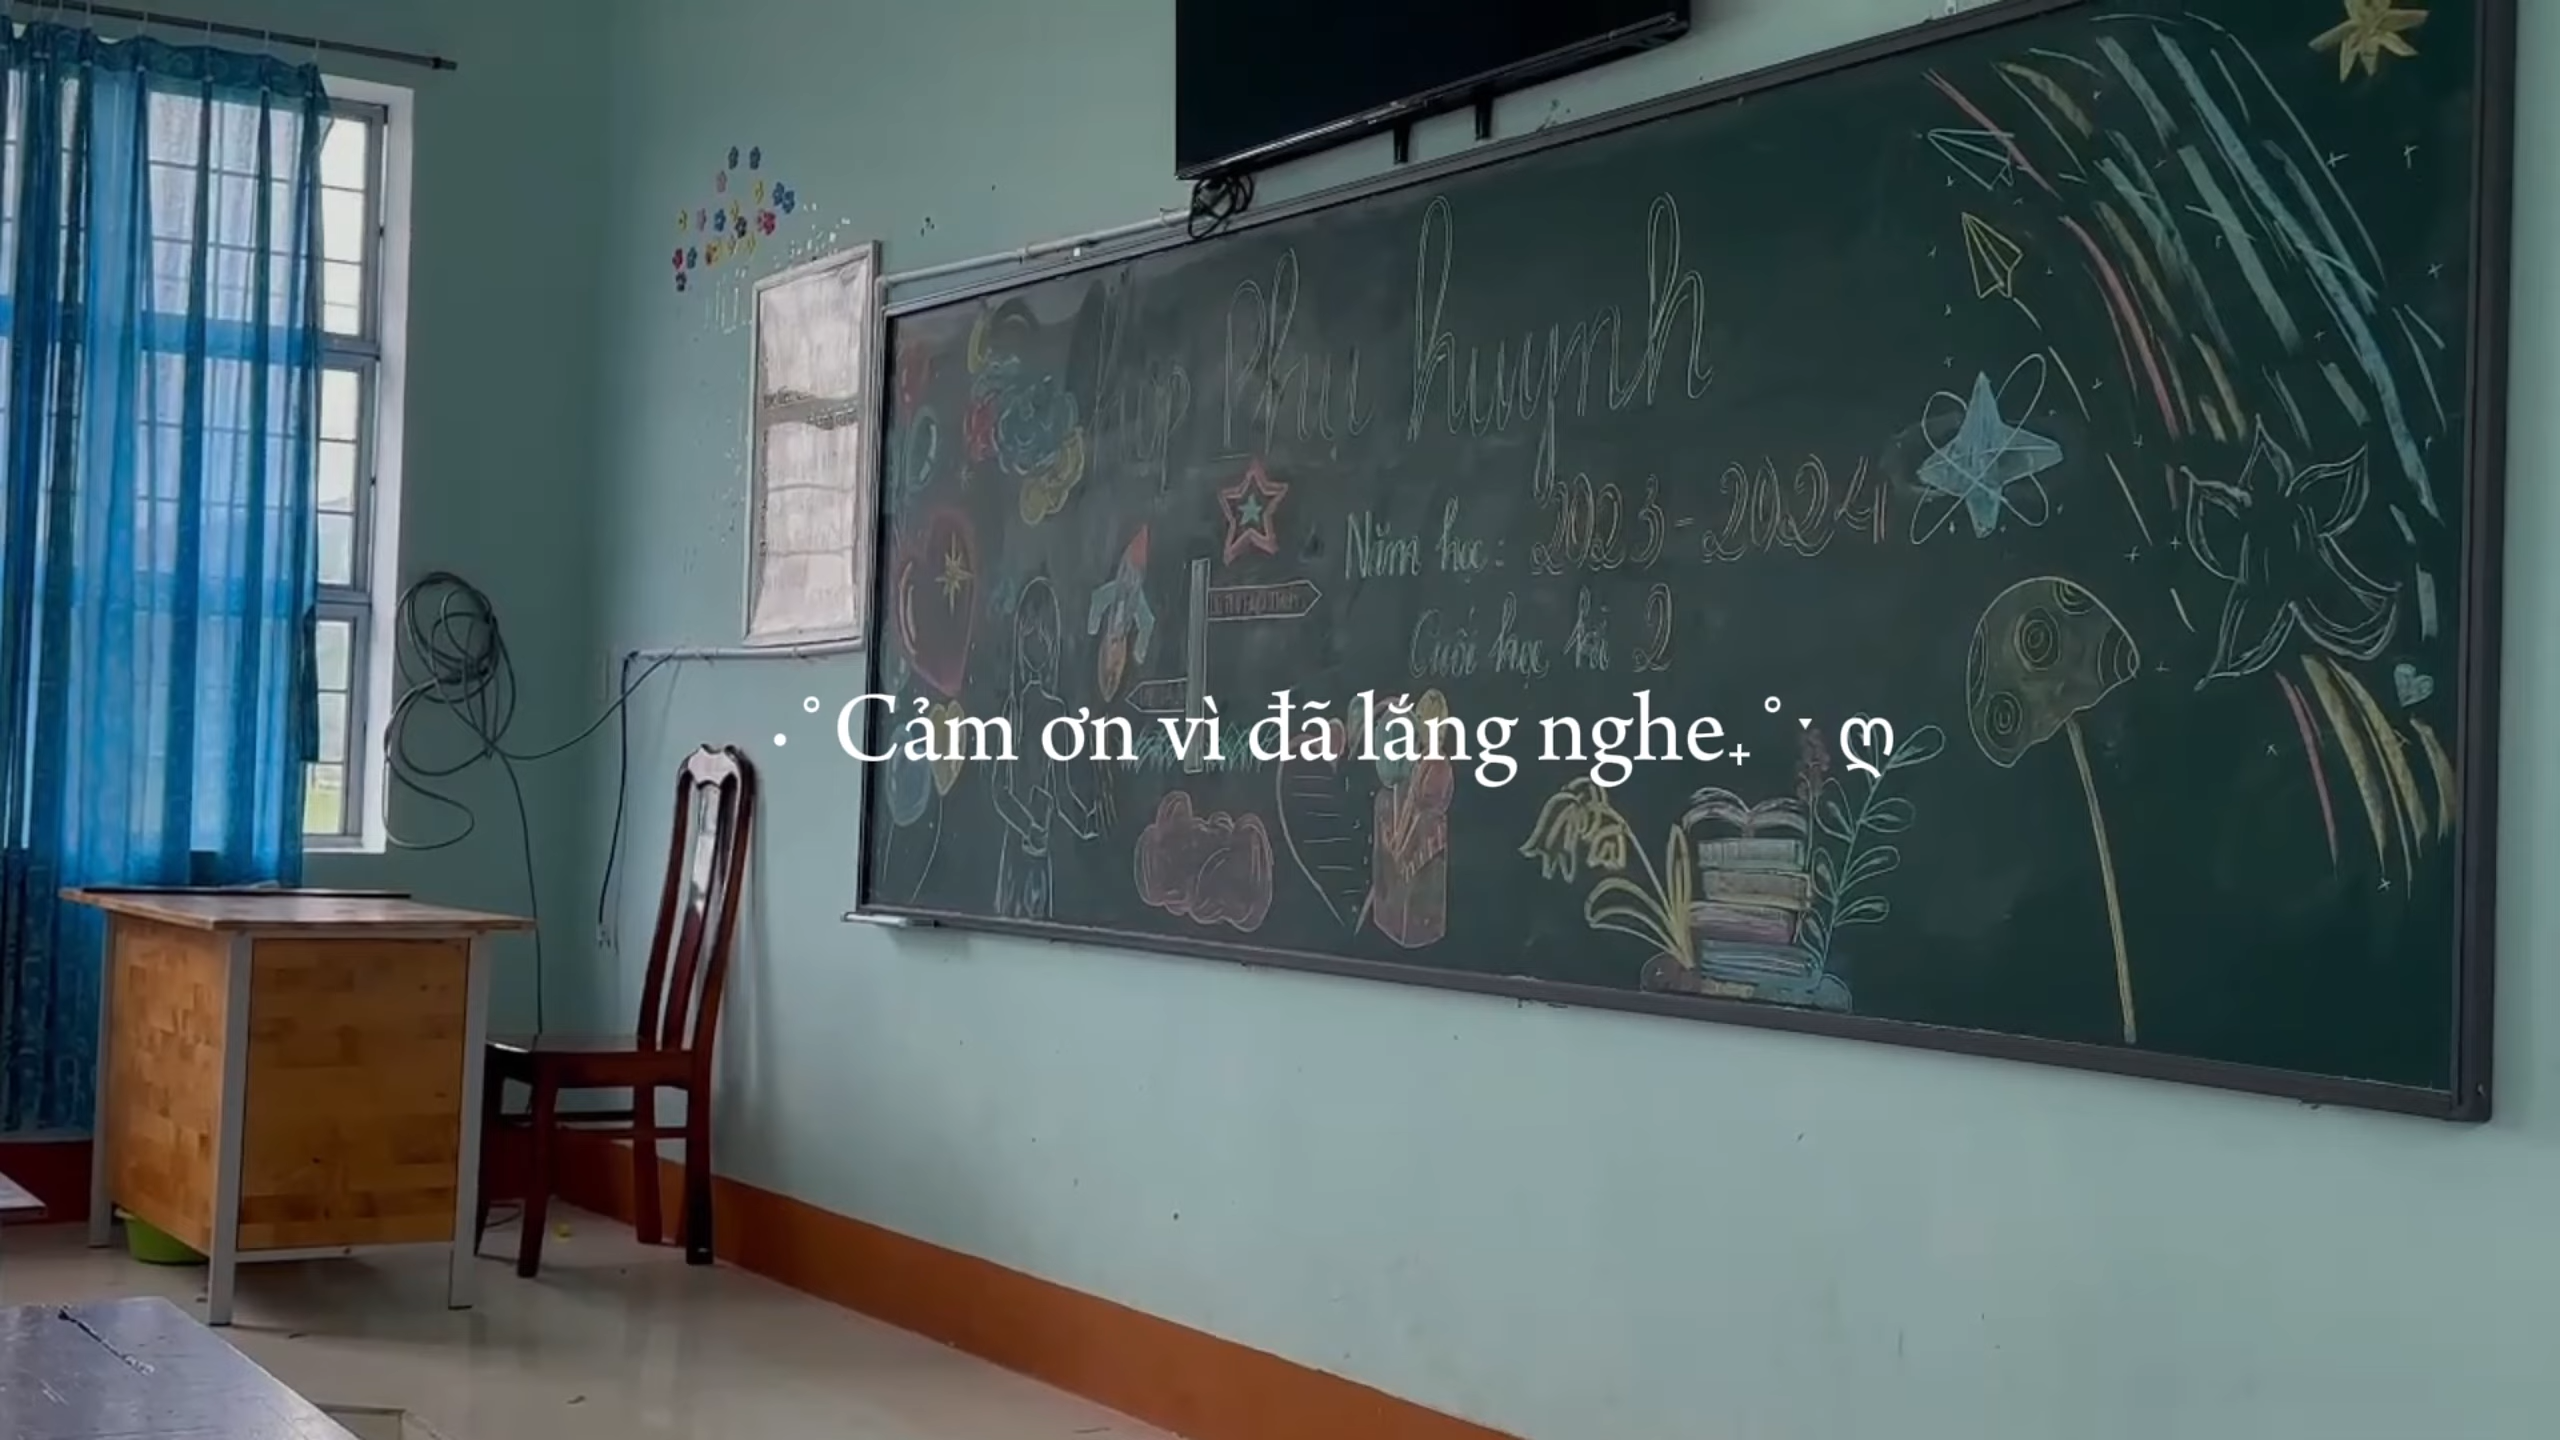 Họp Phụ huynh
Năm học: 2023-2024
Cuối học kì 2
· ˚Cảm ơn vì đã lắng nghe₊ ˚ ˑ ღ